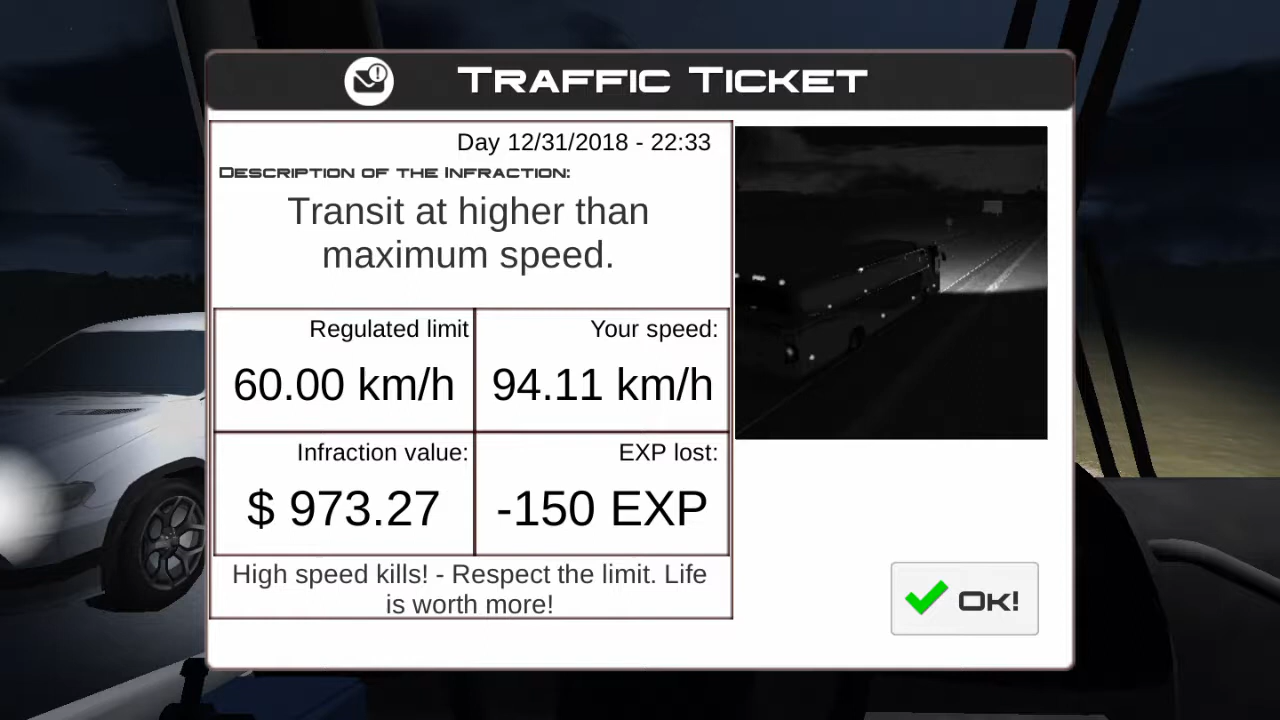 TRAFFIC TICKET
Day 12/31/2018 - 22:33
DESCRIPTION OF THE INFRACTION:
Transit at higher than
maximum speed.
Regulated limit
Your speed:
60.00 km/h
94.11 km/h
Infraction value:
EXP lost:
$ 973.27
-150 EXP
High speed kills! - Respect the limit. Life
is worth more!
OK!